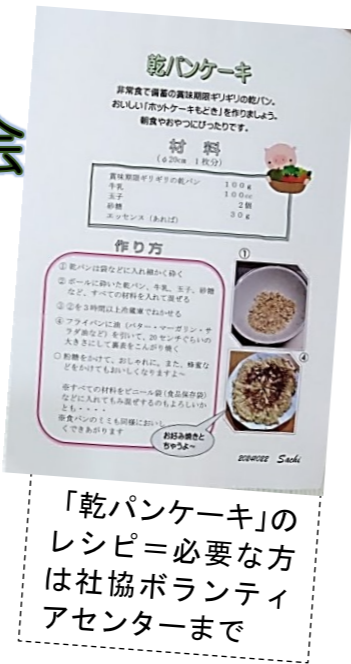 乾パンケーキ
非常食で備蓄の賞味期限ギリギリの乾パン。
おいしい「ホットケーキもどき」を作りましょう。
朝食やおやつにぴったりです。
材 料
(φ20cm 1枚分)
賞味期限ギリギリの乾パン 100g
牛乳 100cc
玉子 2個
砂糖 30g
エッセンス(あれば)
作り方
① 乾パンは袋などに入れ細かく砕く
② ボールに砕いた乾パン、牛乳、玉子、砂糖
など、すべての材料を入れて混ぜる
③ ②を3時間以上冷蔵庫でねかせる
④ フライパンに油(バター・マーガリン・サ
ラダ油など)を引いて、20センチぐらいの
大きさにして裏表をこんがり焼く
○ 粉糖をかけて、おしゃれに。また、蜂蜜な
どをかけてもおいしくなりますよ~
※すべての材料をビニール袋(食品保存袋)
などに入れてもみ混ぜするのもよろしいか
とも・・・・
※食パンのミミも同様においし
くできあがります
①
④
お好み焼きと
ちゃうよ~
20241022 Sachi
「乾パンケーキ」の
レシピ=必要な方
は社協ボランティ
アセンターまで